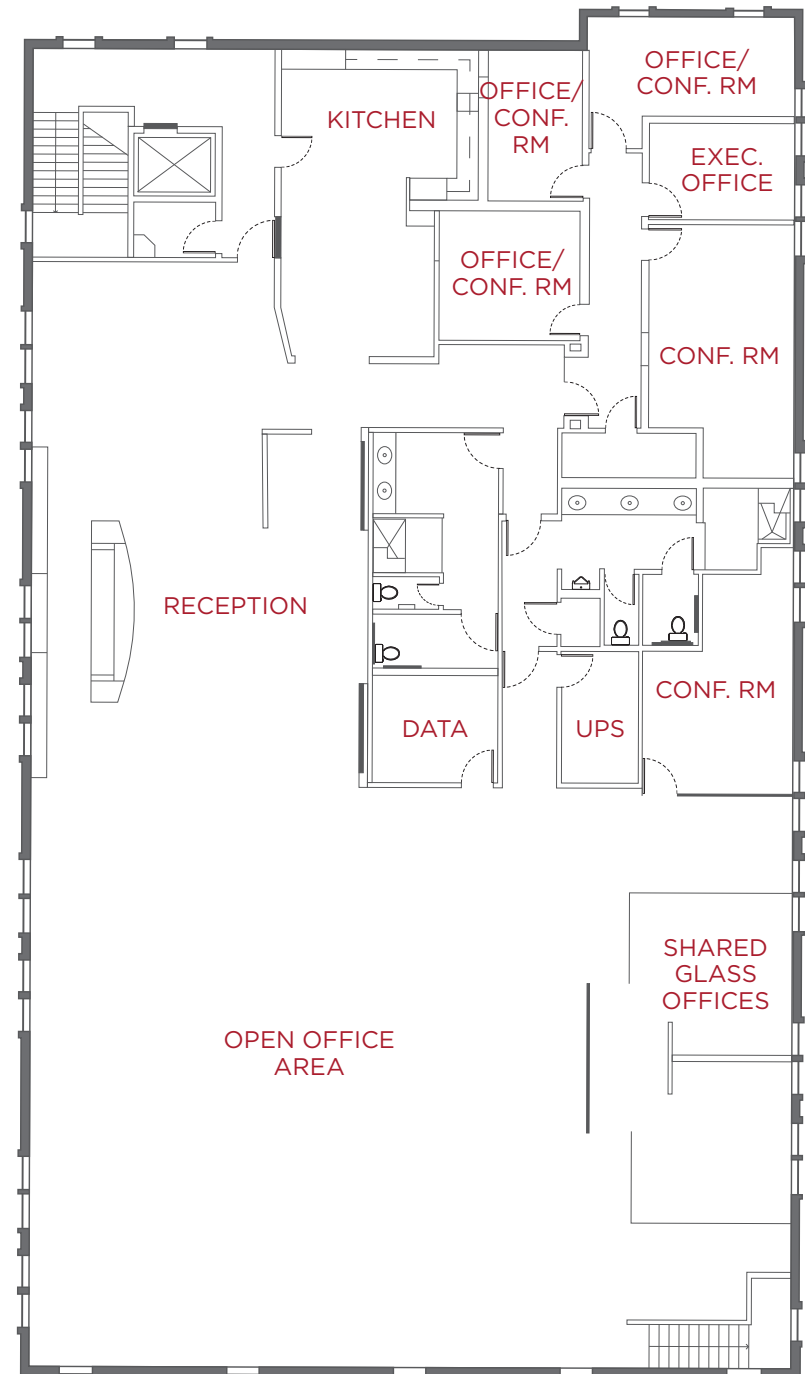 OFFICE/
CONF. RM
KITCHEN
OFFICE/
CONF.
RM
EXEC.
OFFICE
OFFICE/
CONF. RM
CONF. RM
RECEPTION
CONF. RM
DATA
UPS
SHARED
GLASS
OFFICES
OPEN OFFICE
AREA